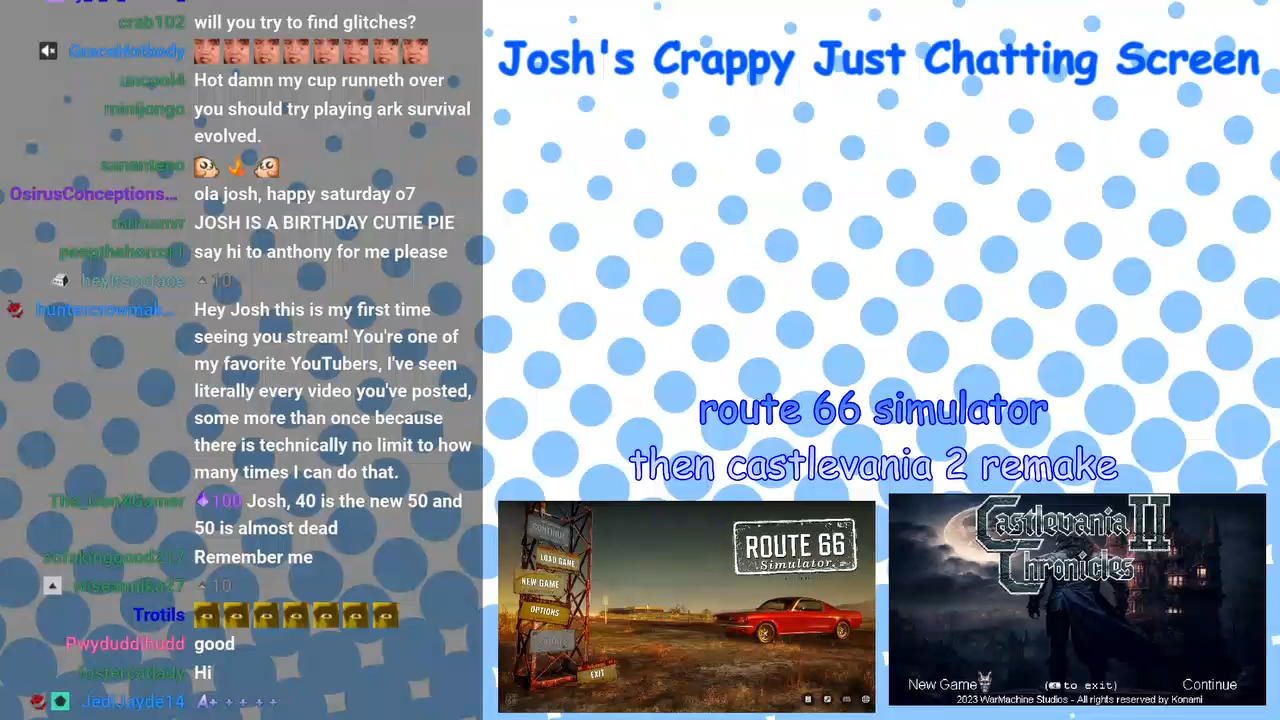 crab102 will you try to find glitches?
Hot damn my cup runneth over
minijongo you should try playing ark survival
evolved.
OsirusConceptions... ola josh, happy saturday o7
JOSH IS A BIRTHDAY CUTIE PIE
say hi to anthony for me please
10
Hey Josh this is my first time
seeing you stream! You're one of
my favorite YouTubers, I've seen
literally every video you've posted,
some more than once because
there is technically no limit to how
many times I can do that.
100 Josh, 40 is the new 50 and
50 is almost dead
Remember me
10
Trotils
Pwyduddihudd good
Hi
JediJayde14 A+ + + + +
Josh's Crappy Just Chatting Screen
route 66 simulator
then castlevania 2 remake
CONTINUE
LOAD GAME
NEW GAME
OPTIONS
EXIT
ROUTE 66
Simulator
Castlevania II
Chronicles
New Game
( to exit)
Continue
2023 WarMachine Studios - All rights reserved by Konami